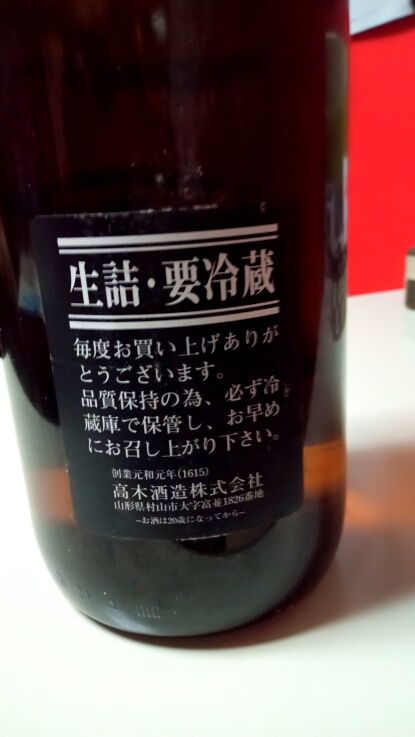 生詰・要冷蔵
毎度お買い上げありが
とうございます。
品質保持の為、必ず冷
蔵庫で保管し、お早め
にお召し上がり下さい。
創業元和元年(1615)
高木酒造株式会社
山形県村山市大字富並1826番地
−お酒は20歳になってから−